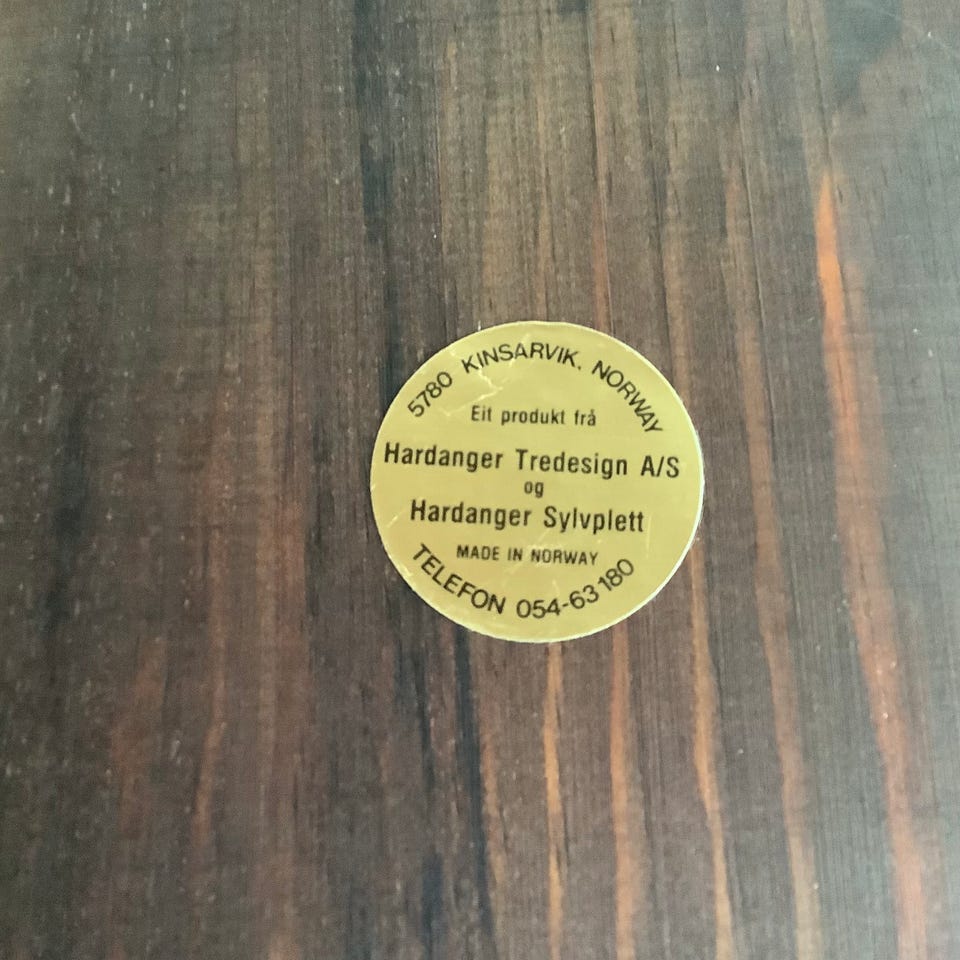 5780 KINSARVIK. NORWAY
Eit produkt frå
Hardanger Tredesign A/S
og
Hardanger Sylvplett
MADE IN NORWAY
TELEFON 054-63180